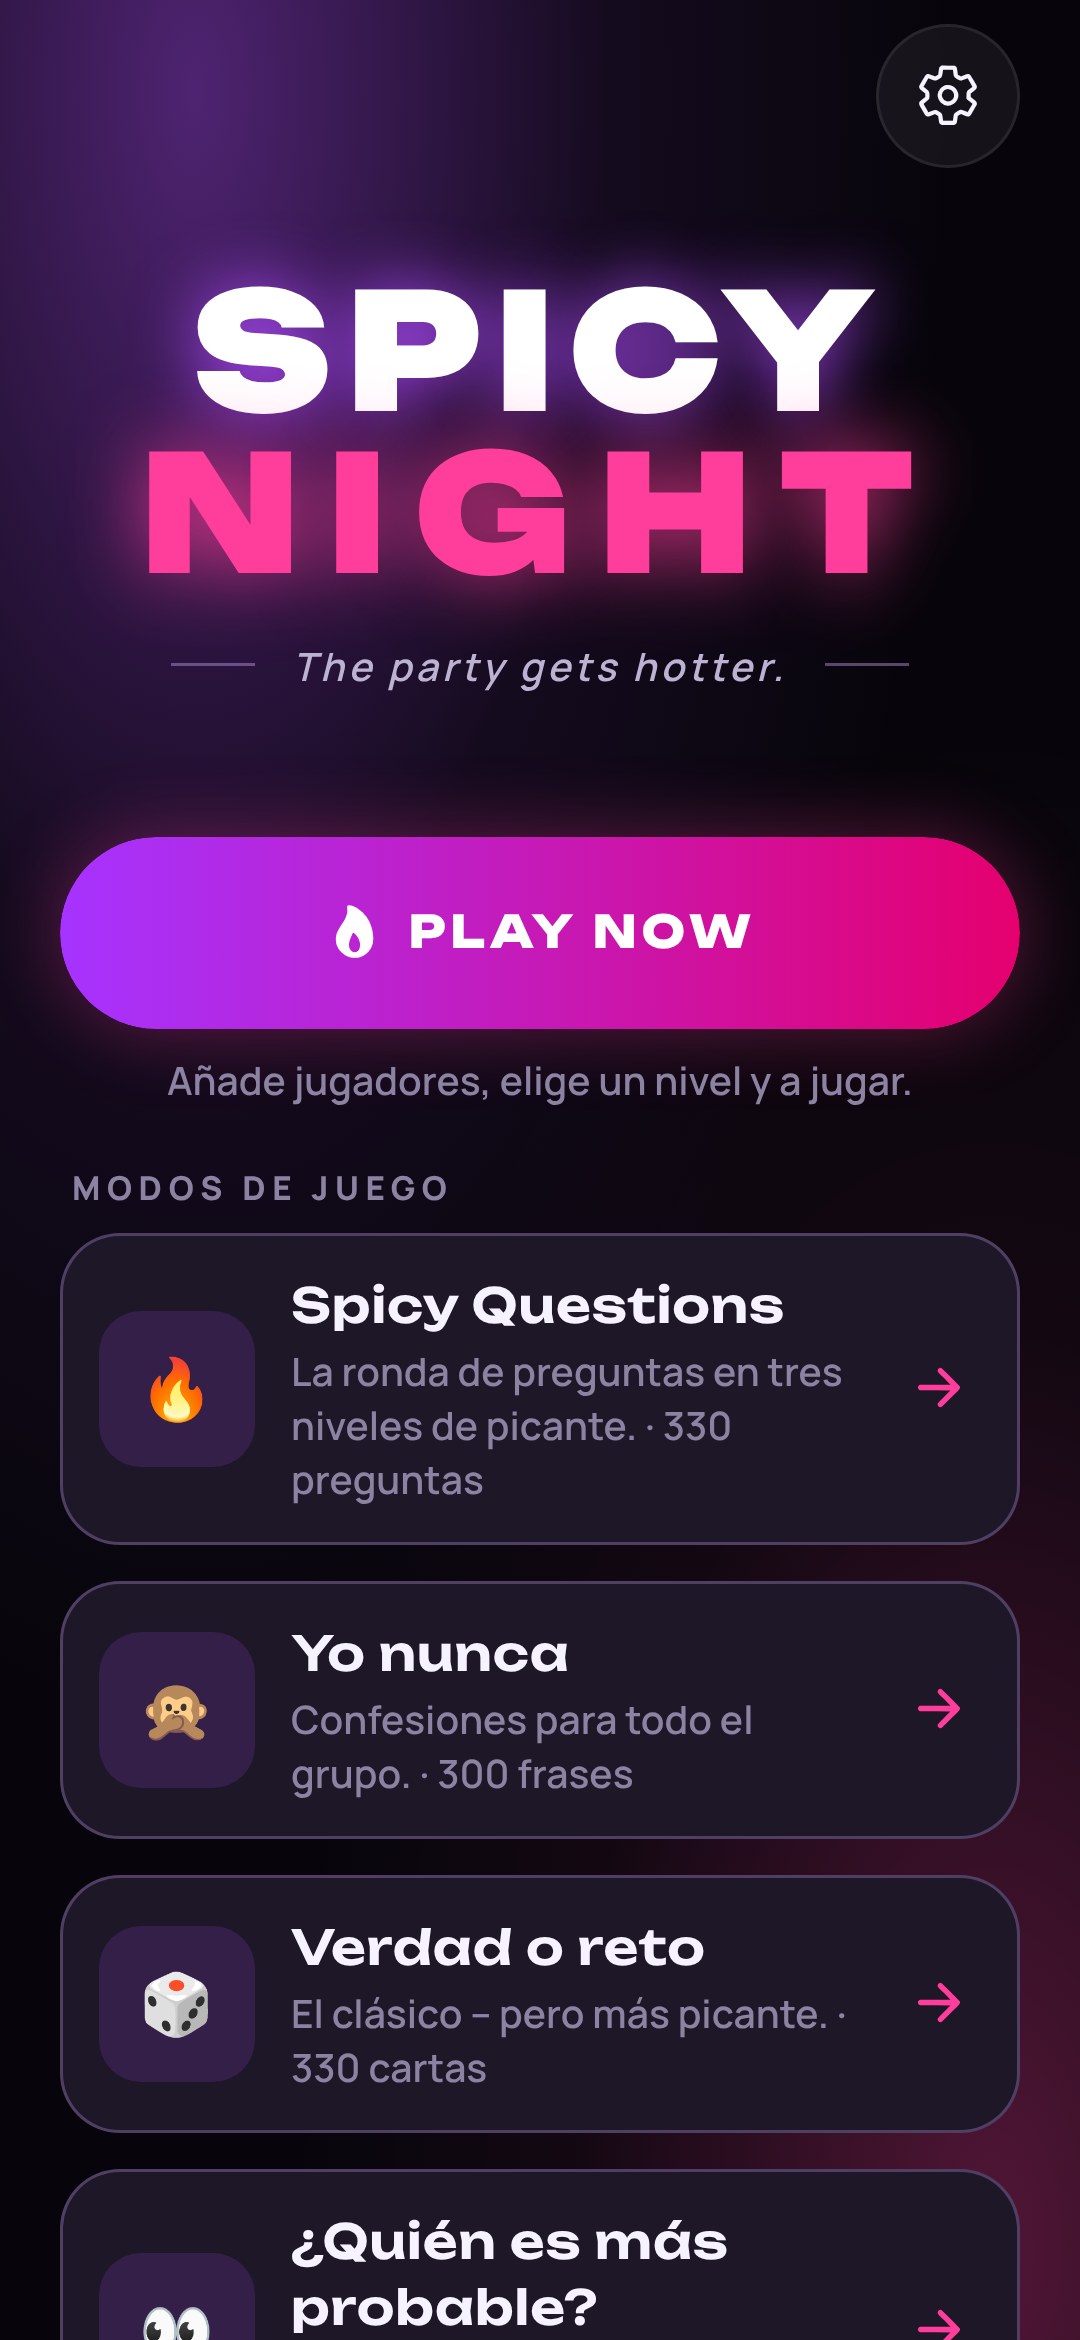 SPICY
NIGHT
The party gets hotter.
PLAY NOW
Añade jugadores, elige un nivel y a jugar.
MODOS DE JUEGO
Spicy Questions
La ronda de preguntas en tres
niveles de picante. · 330
preguntas
Yo nunca
Confesiones para todo el
grupo. · 300 frases
Verdad o reto
El clásico – pero más picante. ·
330 cartas
¿Quién es más
probable?